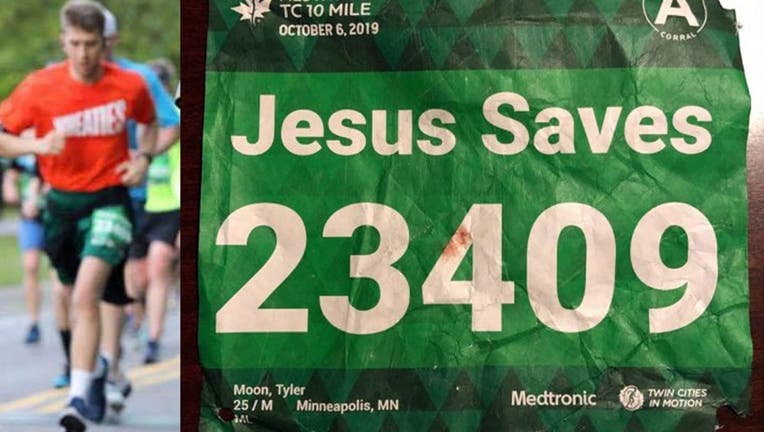 WHEATIES
TC 10 MILE
OCTOBER 6, 2019
A
CORRAL
Jesus Saves
23409
Moon, Tyler
25 / M Minneapolis, MN
Medtronic
TWIN CITIES
IN MOTION